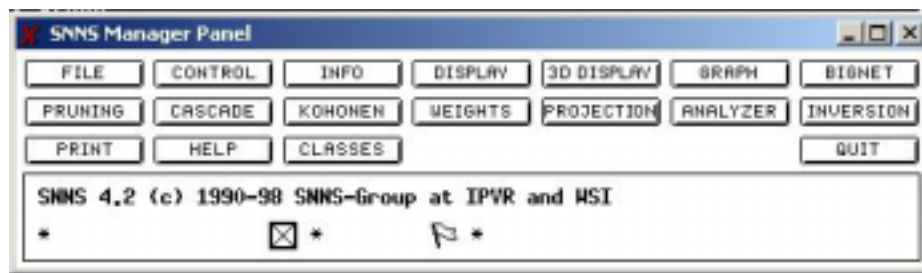 SNNS Manager Panel
FILE CONTROL INFO DISPLAY 3D DISPLAY GRAPH BIGNET
PRUNING CASCADE KOHONEN WEIGHTS PROJECTION ANALYZER INVERSION
PRINT HELP CLASSES QUIT
SNNS 4.2 (c) 1990-98 SNNS-Group at IPVR and WSI
* * *